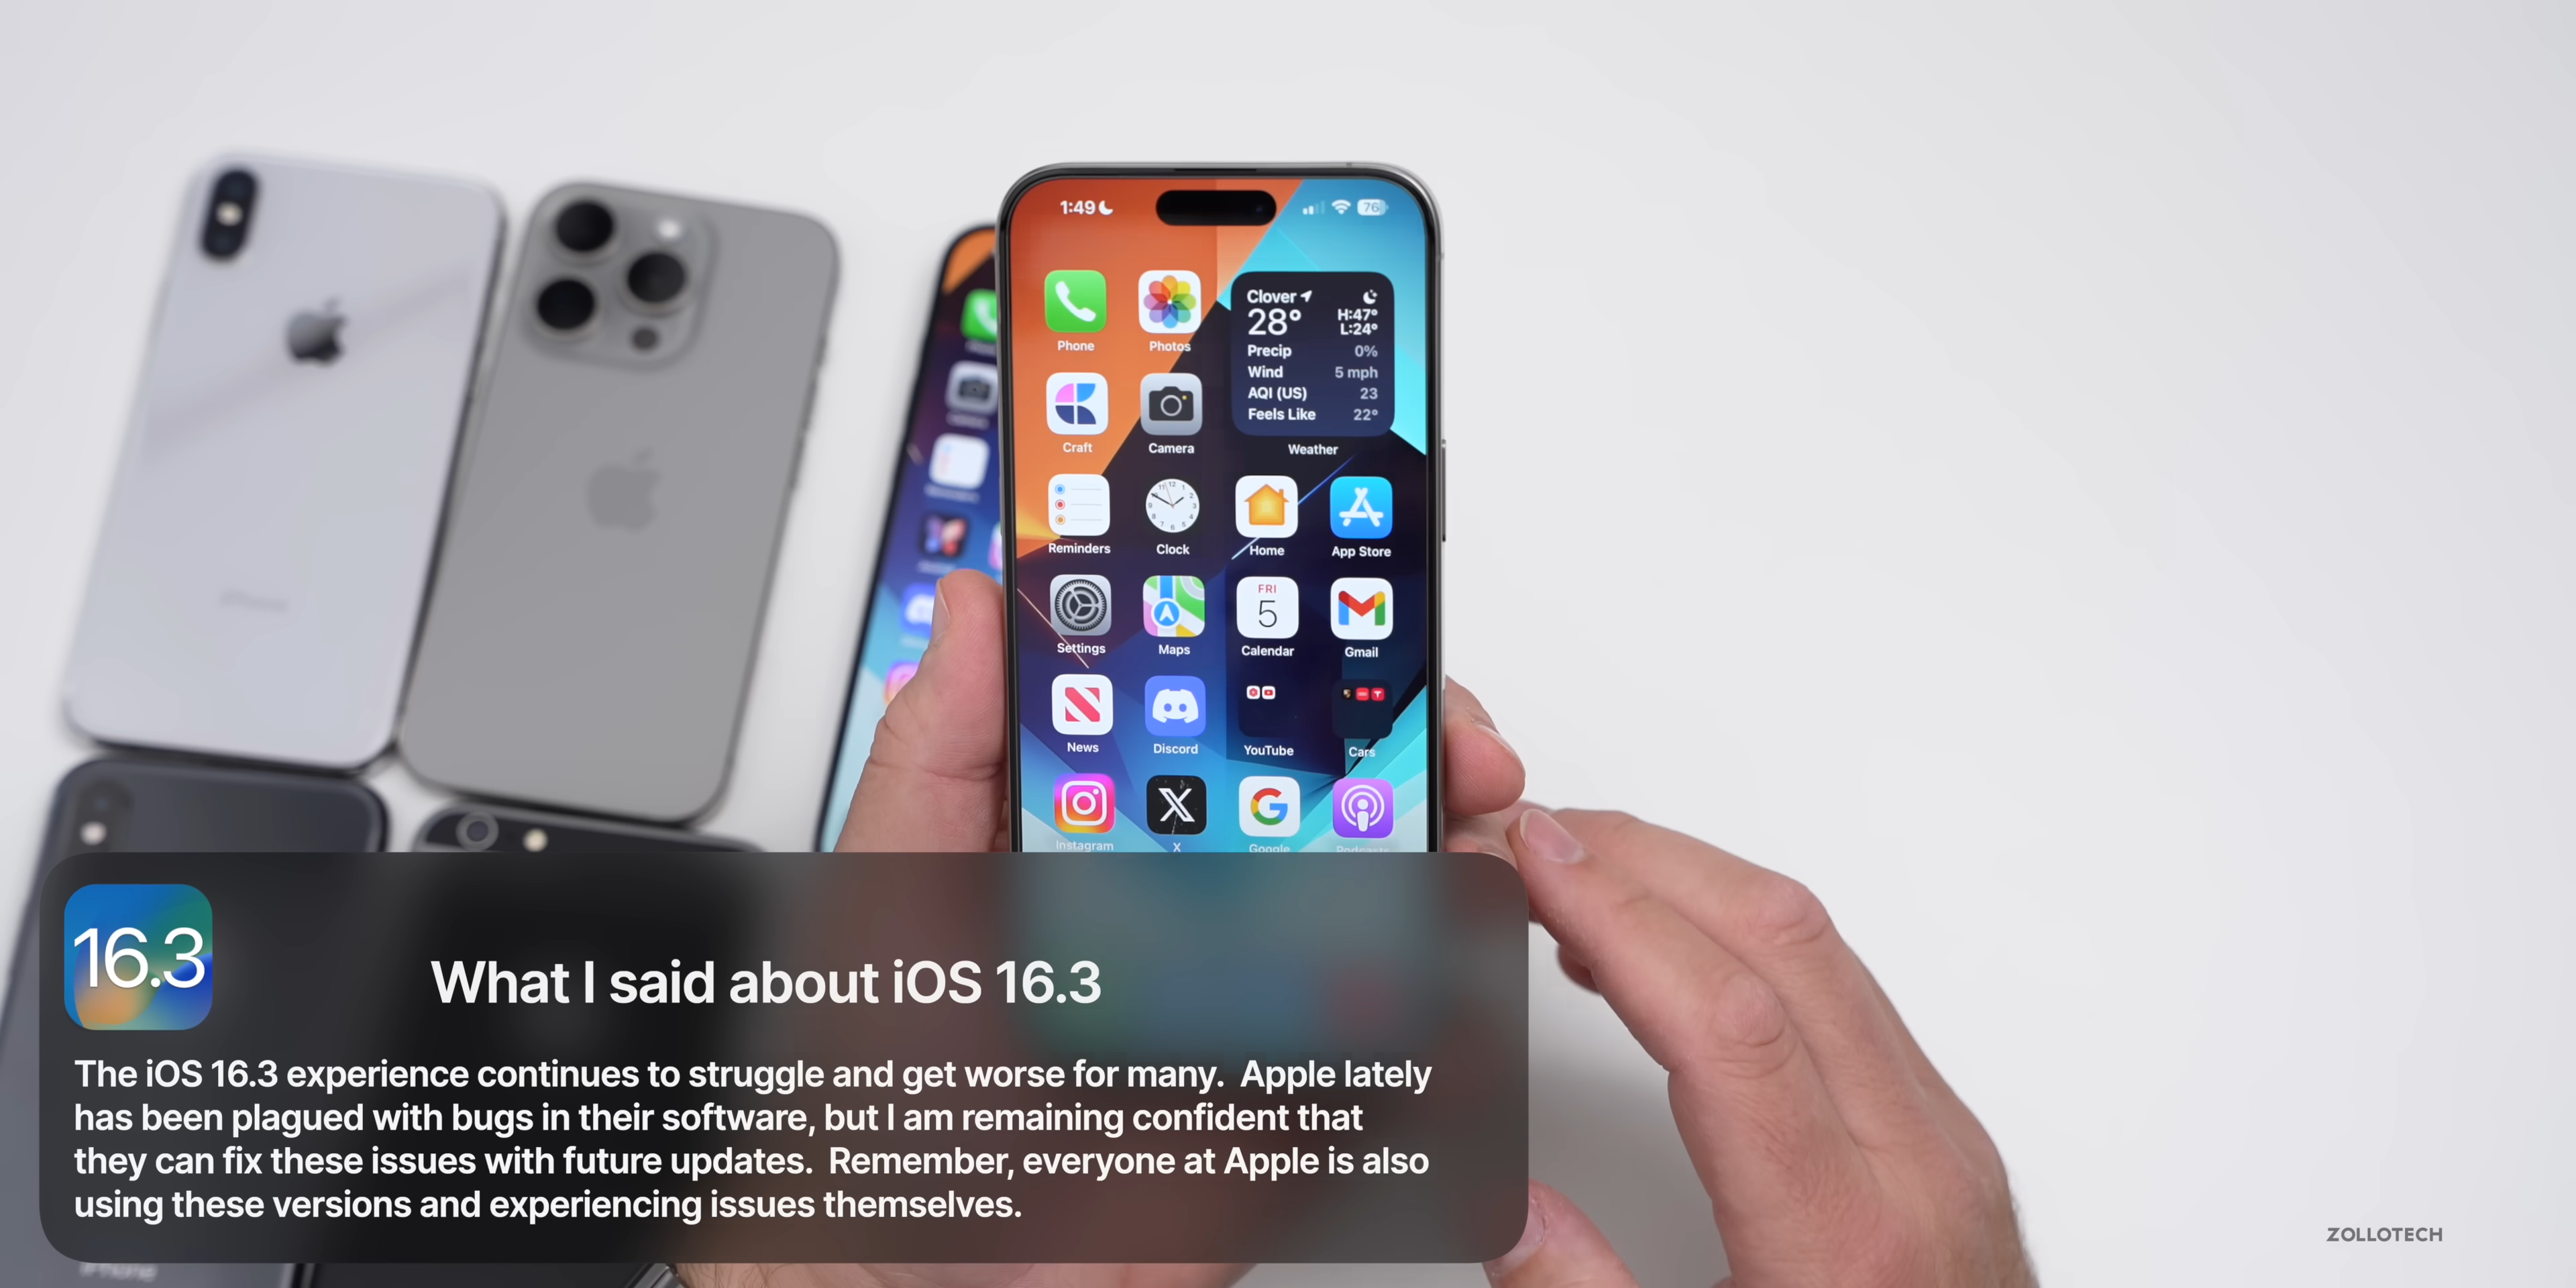 1:49
76
Clover
28°
H:47°
L:24°
Precip 0%
Wind 5 mph
AQI (US) 23
Feels Like 22°
Phone
Photos
Weather
Craft
Camera
Reminders
Clock
Home
App Store
FRI
5
Settings
Maps
Calendar
Gmail
News
Discord
YouTube
Cars
Instagram
X
Google
Podcasts
iPhone
16.3
What I said about iOS 16.3
The iOS 16.3 experience continues to struggle and get worse for many. Apple lately
has been plagued with bugs in their software, but I am remaining confident that
they can fix these issues with future updates. Remember, everyone at Apple is also
using these versions and experiencing issues themselves.
iPhone
ZOLLOTECH